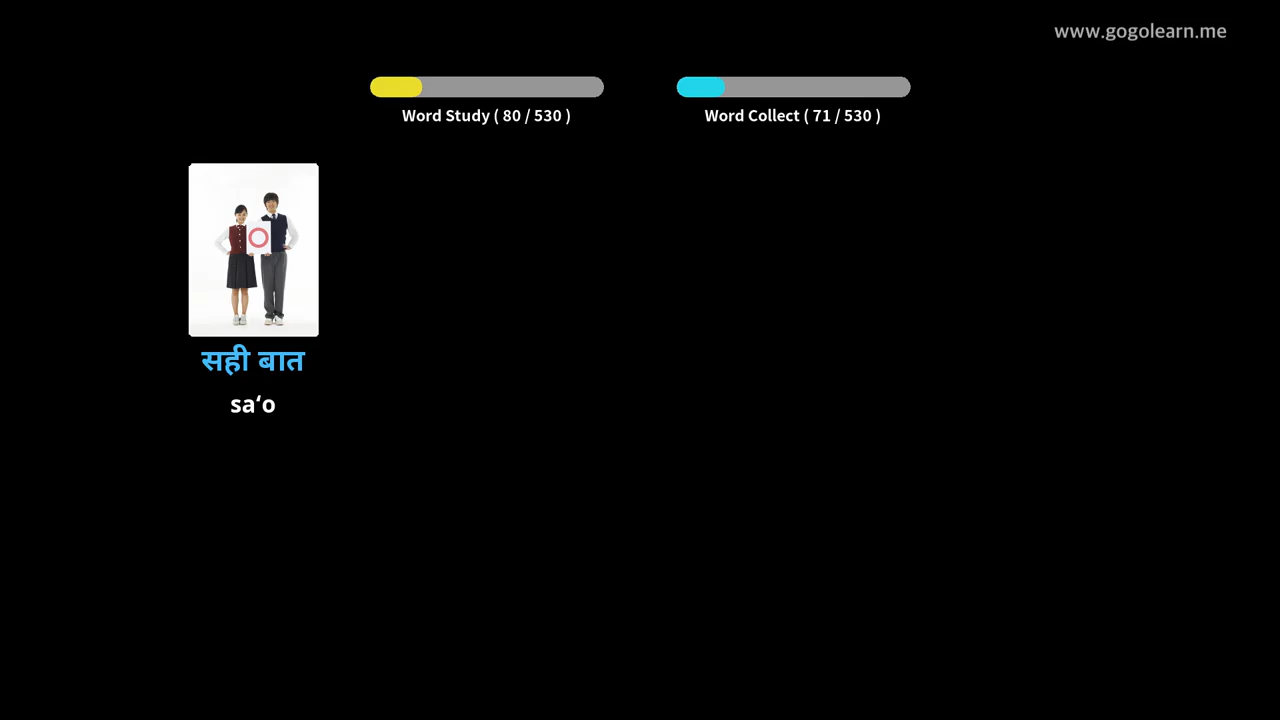 www.gogolearn.me
Word Study ( 80 / 530 )
Word Collect ( 71 / 530 )
सही बात
sa‘o